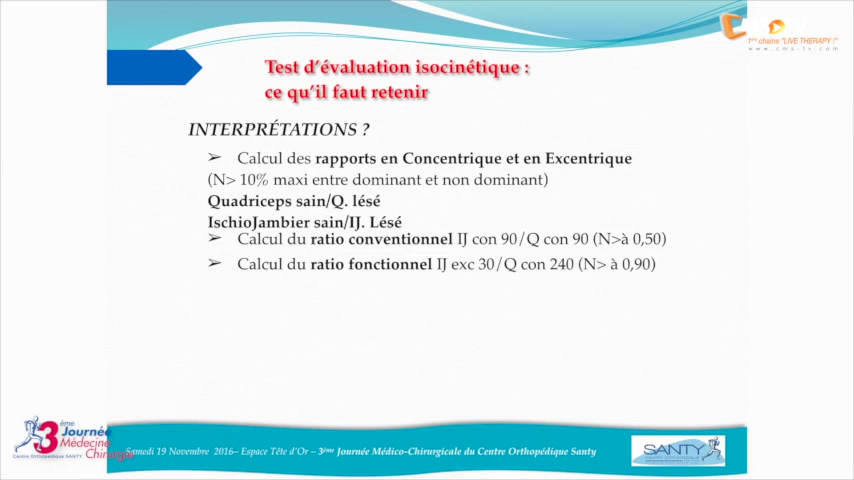 1ère chaine "LIVE THERAPY !"
www.cms-tv.com
Test d'évaluation isocinétique :
ce qu'il faut retenir
INTERPRÉTATIONS ?
➢ Calcul des rapports en Concentrique et en Excentrique
(N> 10% maxi entre dominant et non dominant)
Quadriceps sain/Q. lésé
IschioJambier sain/IJ. Lésé
➢ Calcul du ratio conventionnel IJ con 90/Q con 90 (N>à 0,50)
➢ Calcul du ratio fonctionnel IJ exc 30/Q con 240 (N> à 0,90)
3ème
Journée
Médecine
Chirurgie
Centre Orthopédique SANTY
Samedi 19 Novembre 2016– Espace Tête d'Or – 3ème Journée Médico-Chirurgicale du Centre Orthopédique Santy
SANTY